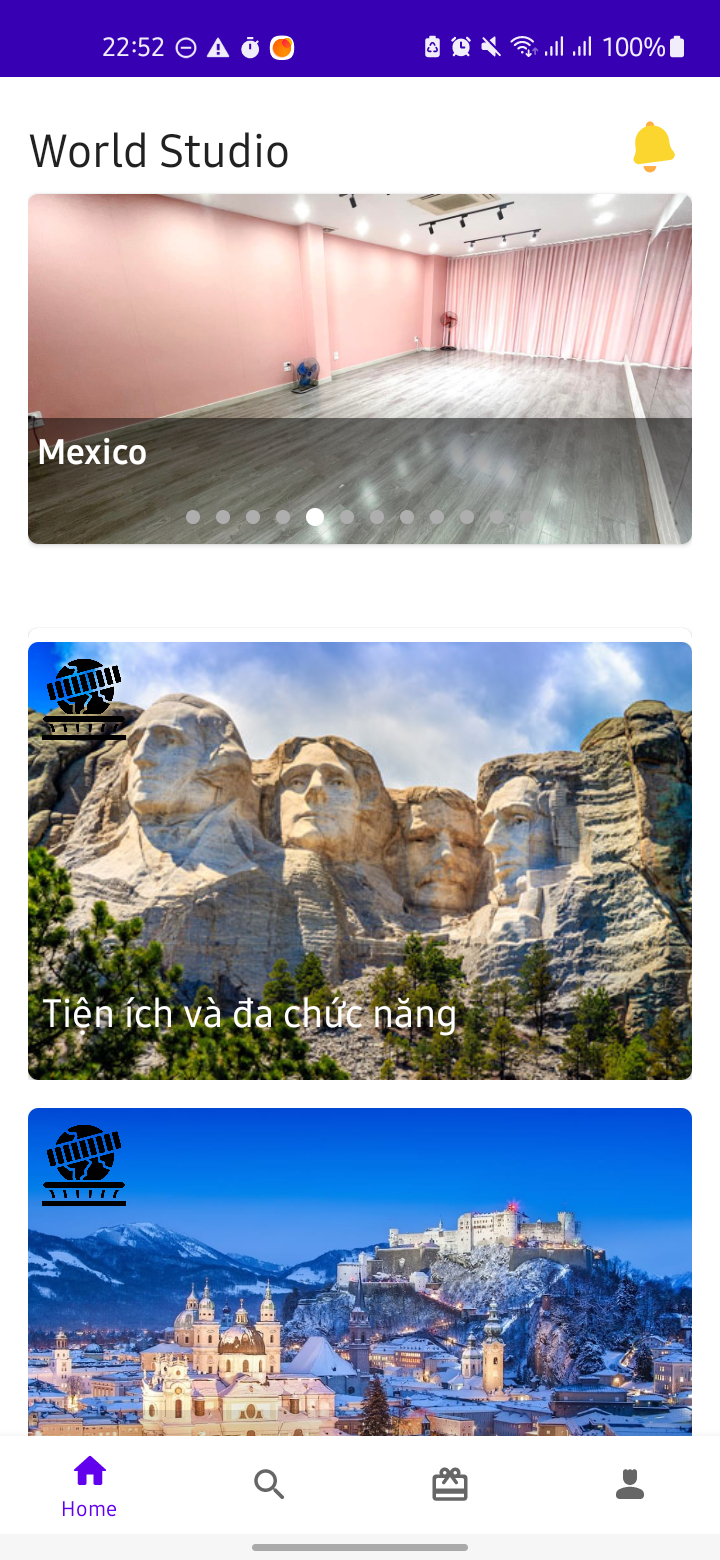 22:52
100%
World Studio
Mexico
Tiện ích và đa chức năng
Home